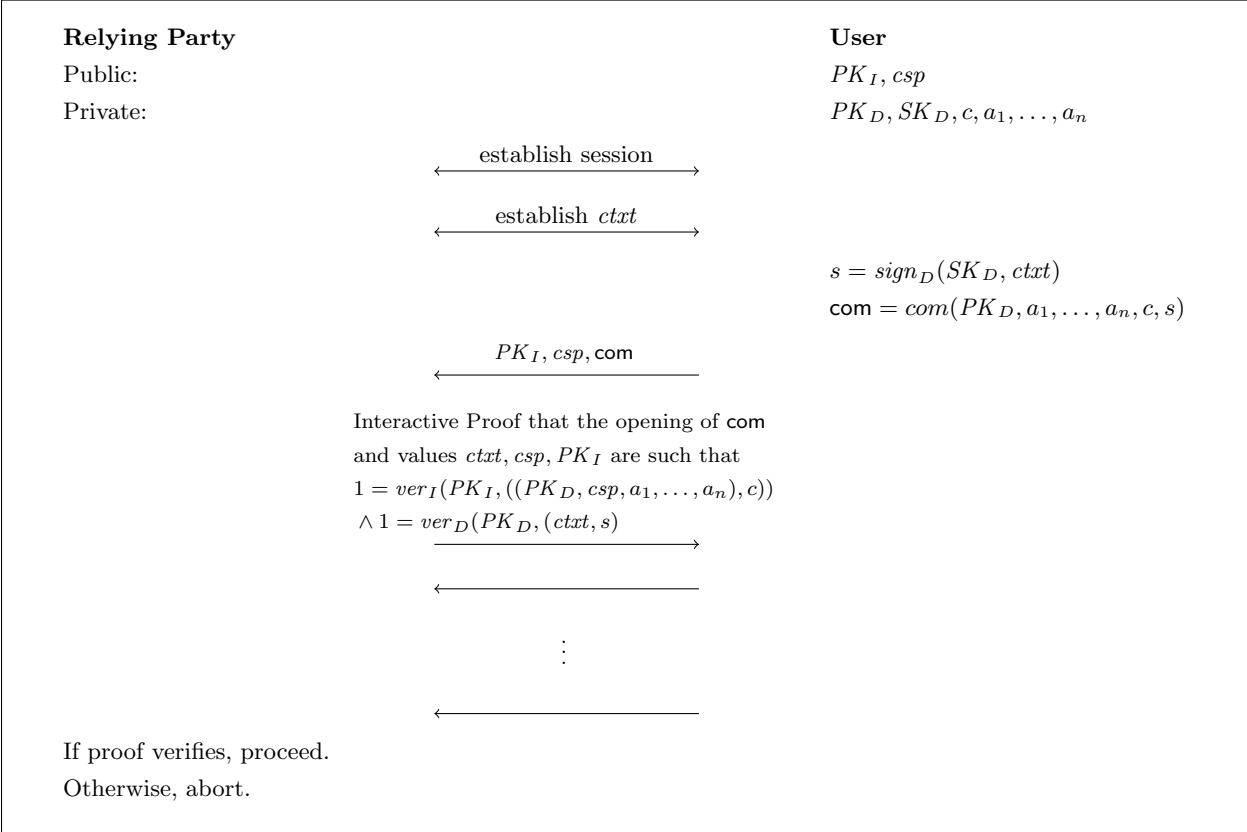 Relying Party User
Public: PK_I, csp
Private: PK_D, SK_D, c, a_1, …, a_n
establish session
establish ctxt
s = sign_D(SK_D, ctxt)
com = com(PK_D, a_1, …, a_n, c, s)
PK_I, csp, com
Interactive Proof that the opening of com
and values ctxt, csp, PK_I are such that
1 = ver_I(PK_I, ((PK_D, csp, a_1, …, a_n), c))
∧ 1 = ver_D(PK_D, (ctxt, s)
⋮
If proof verifies, proceed.
Otherwise, abort.